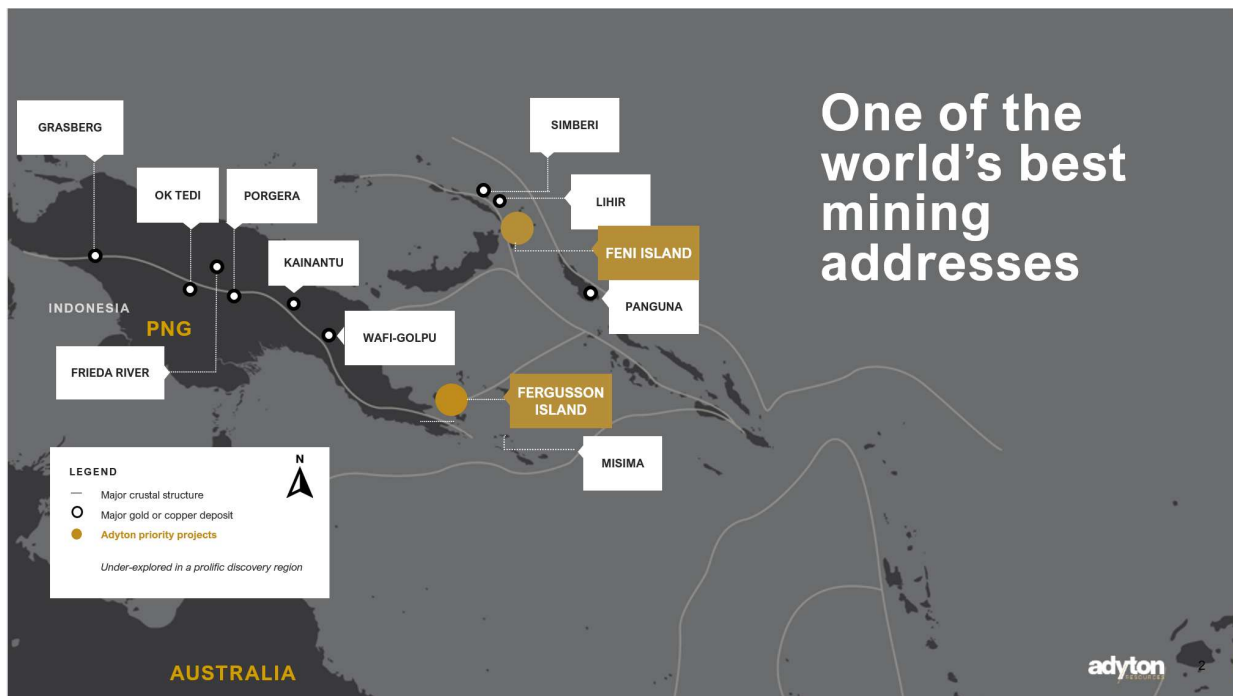 One of the
world's best
mining
addresses
GRASBERG
OK TEDI
PORGERA
KAINANTU
SIMBERI
LIHIR
FENI ISLAND
PANGUNA
INDONESIA
PNG
WAFI-GOLPU
FRIEDA RIVER
FERGUSSON
ISLAND
MISIMA
LEGEND
N
Major crustal structure
Major gold or copper deposit
Adyton priority projects
Under-explored in a prolific discovery region
AUSTRALIA
adyton
RESOURCES
2